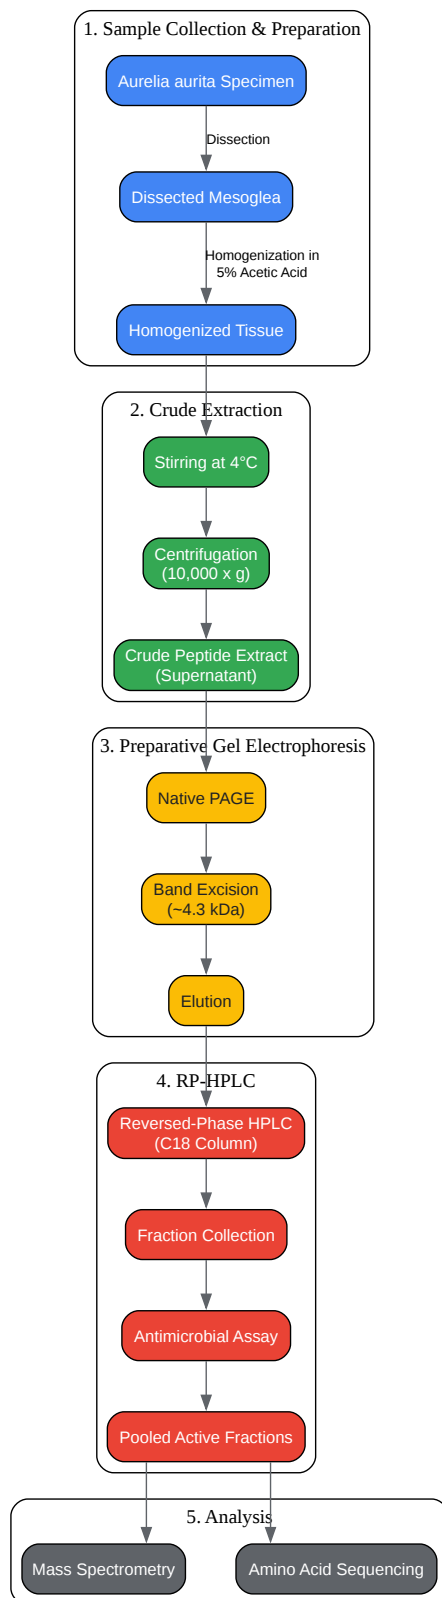 1. Sample Collection & Preparation
Aurelia aurita Specimen
Dissection
Dissected Mesoglea
Homogenization in
5% Acetic Acid
Homogenized Tissue
2. Crude Extraction
Stirring at 4°C
Centrifugation
(10,000 x g)
Crude Peptide Extract
(Supernatant)
3. Preparative Gel Electrophoresis
Native PAGE
Band Excision
(~4.3 kDa)
Elution
4. RP-HPLC
Reversed-Phase HPLC
(C18 Column)
Fraction Collection
Antimicrobial Assay
Pooled Active Fractions
5. Analysis
Mass Spectrometry
Amino Acid Sequencing